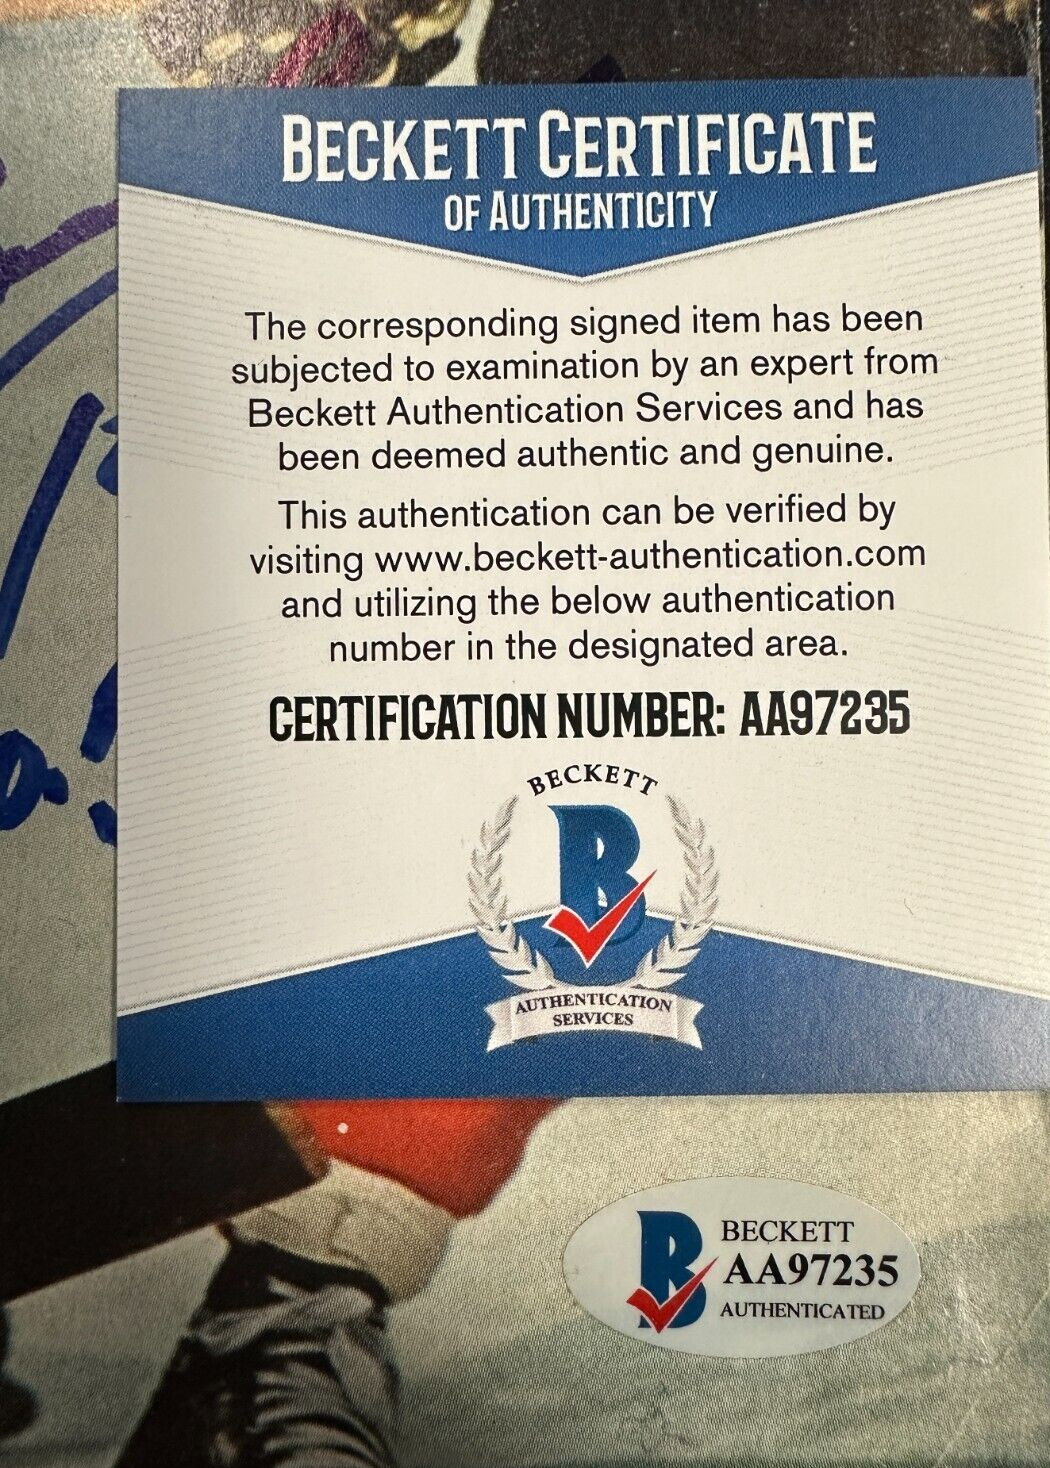 BECKETT CERTIFICATE
OF AUTHENTICITY
The corresponding signed item has been
subjected to examination by an expert from
Beckett Authentication Services and has
been deemed authentic and genuine.
This authentication can be verified by
visiting www.beckett-authentication.com
and utilizing the below authentication
number in the designated area.
CERTIFICATION NUMBER: AA97235
BECKETT
B
AUTHENTICATION
SERVICES
B
BECKETT
AA97235
AUTHENTICATED